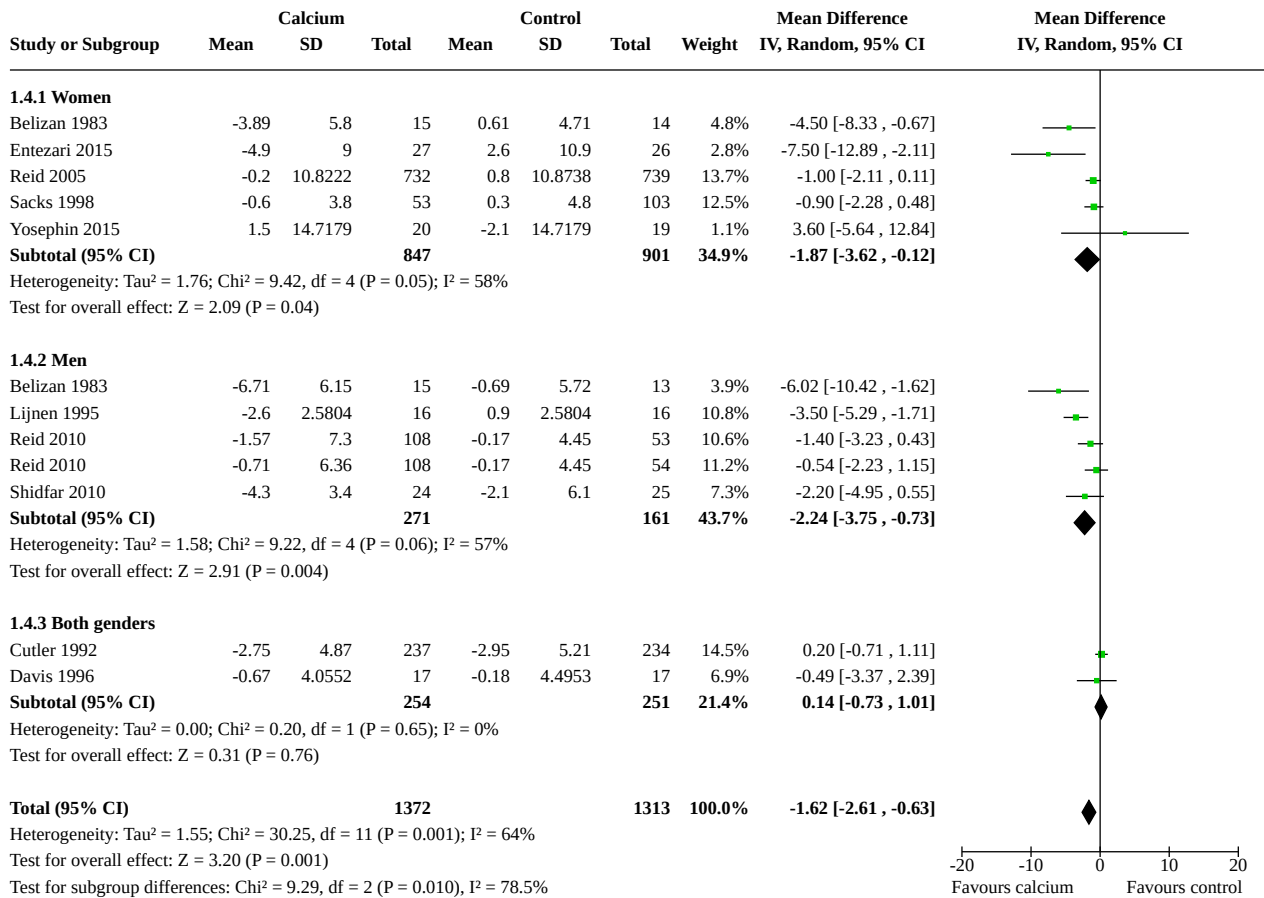 Calcium Control Mean Difference Mean Difference
Study or Subgroup Mean SD Total Mean SD Total Weight IV, Random, 95% CI IV, Random, 95% CI
1.4.1 Women
Belizan 1983 -3.89 5.8 15 0.61 4.71 14 4.8% -4.50 [-8.33 , -0.67]
Entezari 2015 -4.9 9 27 2.6 10.9 26 2.8% -7.50 [-12.89 , -2.11]
Reid 2005 -0.2 10.8222 732 0.8 10.8738 739 13.7% -1.00 [-2.11 , 0.11]
Sacks 1998 -0.6 3.8 53 0.3 4.8 103 12.5% -0.90 [-2.28 , 0.48]
Yosephin 2015 1.5 14.7179 20 -2.1 14.7179 19 1.1% 3.60 [-5.64 , 12.84]
Subtotal (95% CI) 847 901 34.9% -1.87 [-3.62 , -0.12]
Heterogeneity: Tau² = 1.76; Chi² = 9.42, df = 4 (P = 0.05); I² = 58%
Test for overall effect: Z = 2.09 (P = 0.04)
1.4.2 Men
Belizan 1983 -6.71 6.15 15 -0.69 5.72 13 3.9% -6.02 [-10.42 , -1.62]
Lijnen 1995 -2.6 2.5804 16 0.9 2.5804 16 10.8% -3.50 [-5.29 , -1.71]
Reid 2010 -1.57 7.3 108 -0.17 4.45 53 10.6% -1.40 [-3.23 , 0.43]
Reid 2010 -0.71 6.36 108 -0.17 4.45 54 11.2% -0.54 [-2.23 , 1.15]
Shidfar 2010 -4.3 3.4 24 -2.1 6.1 25 7.3% -2.20 [-4.95 , 0.55]
Subtotal (95% CI) 271 161 43.7% -2.24 [-3.75 , -0.73]
Heterogeneity: Tau² = 1.58; Chi² = 9.22, df = 4 (P = 0.06); I² = 57%
Test for overall effect: Z = 2.91 (P = 0.004)
1.4.3 Both genders
Cutler 1992 -2.75 4.87 237 -2.95 5.21 234 14.5% 0.20 [-0.71 , 1.11]
Davis 1996 -0.67 4.0552 17 -0.18 4.4953 17 6.9% -0.49 [-3.37 , 2.39]
Subtotal (95% CI) 254 251 21.4% 0.14 [-0.73 , 1.01]
Heterogeneity: Tau² = 0.00; Chi² = 0.20, df = 1 (P = 0.65); I² = 0%
Test for overall effect: Z = 0.31 (P = 0.76)
Total (95% CI) 1372 1313 100.0% -1.62 [-2.61 , -0.63]
Heterogeneity: Tau² = 1.55; Chi² = 30.25, df = 11 (P = 0.001); I² = 64%
Test for overall effect: Z = 3.20 (P = 0.001)
Test for subgroup differences: Chi² = 9.29, df = 2 (P = 0.010), I² = 78.5%
-20 -10 0 10 20
Favours calcium Favours control